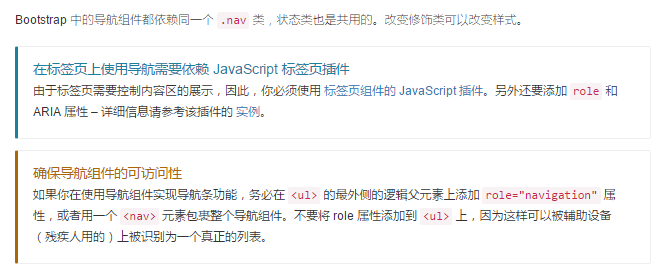 Bootstrap 中的导航组件都依赖同一个 .nav 类，状态类也是共用的。改变修饰类可以改变样式。
在标签页上使用导航需要依赖 JavaScript 标签页插件
由于标签页需要控制内容区的展示，因此，你必须使用 标签页组件的 JavaScript 插件。另外还要添加 role 和
ARIA 属性 – 详细信息请参考该插件的 实例。
确保导航组件的可访问性
如果你在使用导航组件实现导航条功能，务必在 <ul> 的最外侧的逻辑父元素上添加 role="navigation" 属
性，或者用一个 <nav> 元素包裹整个导航组件。不要将 role 属性添加到 <ul> 上，因为这样可以被辅助设备
（残疾人用的）上被识别为一个真正的列表。